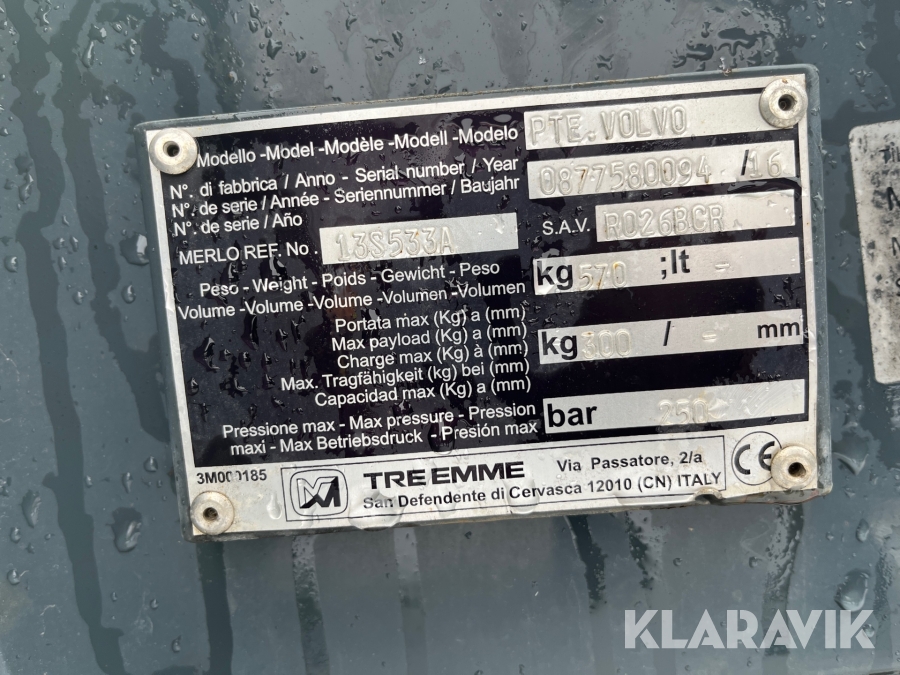 Modello -Model -Modèle -Modell -Modelo PTE.VOLVO
N°. di fabbrica / Anno - Serial number / Year
N°. de serie / Année - Seriennummer / Baujahr 0877580094 /16
N°. de serie / Año
MERLO REF. No. 13S533A S.A.V. R026BCR
Peso - Weight - Poids - Gewicht - Peso kg 570 ;lt -
Volume -Volume -Volume -Volumen -Volumen
Portata max (Kg) a (mm)
Max payload (Kg) a (mm)
Charge max (Kg) à (mm) kg 300 / - mm
Max. Tragfähigkeit (kg) bei (mm)
Capacidad max (Kg) a (mm)
Pressione max - Max pressure - Pression bar 250
maxi - Max Betriebsdruck - Presión max
3M000185 TRE EMME Via Passatore, 2/a CE
San Defendente di Cervasca 12010 (CN) ITALY
KLARAVIK